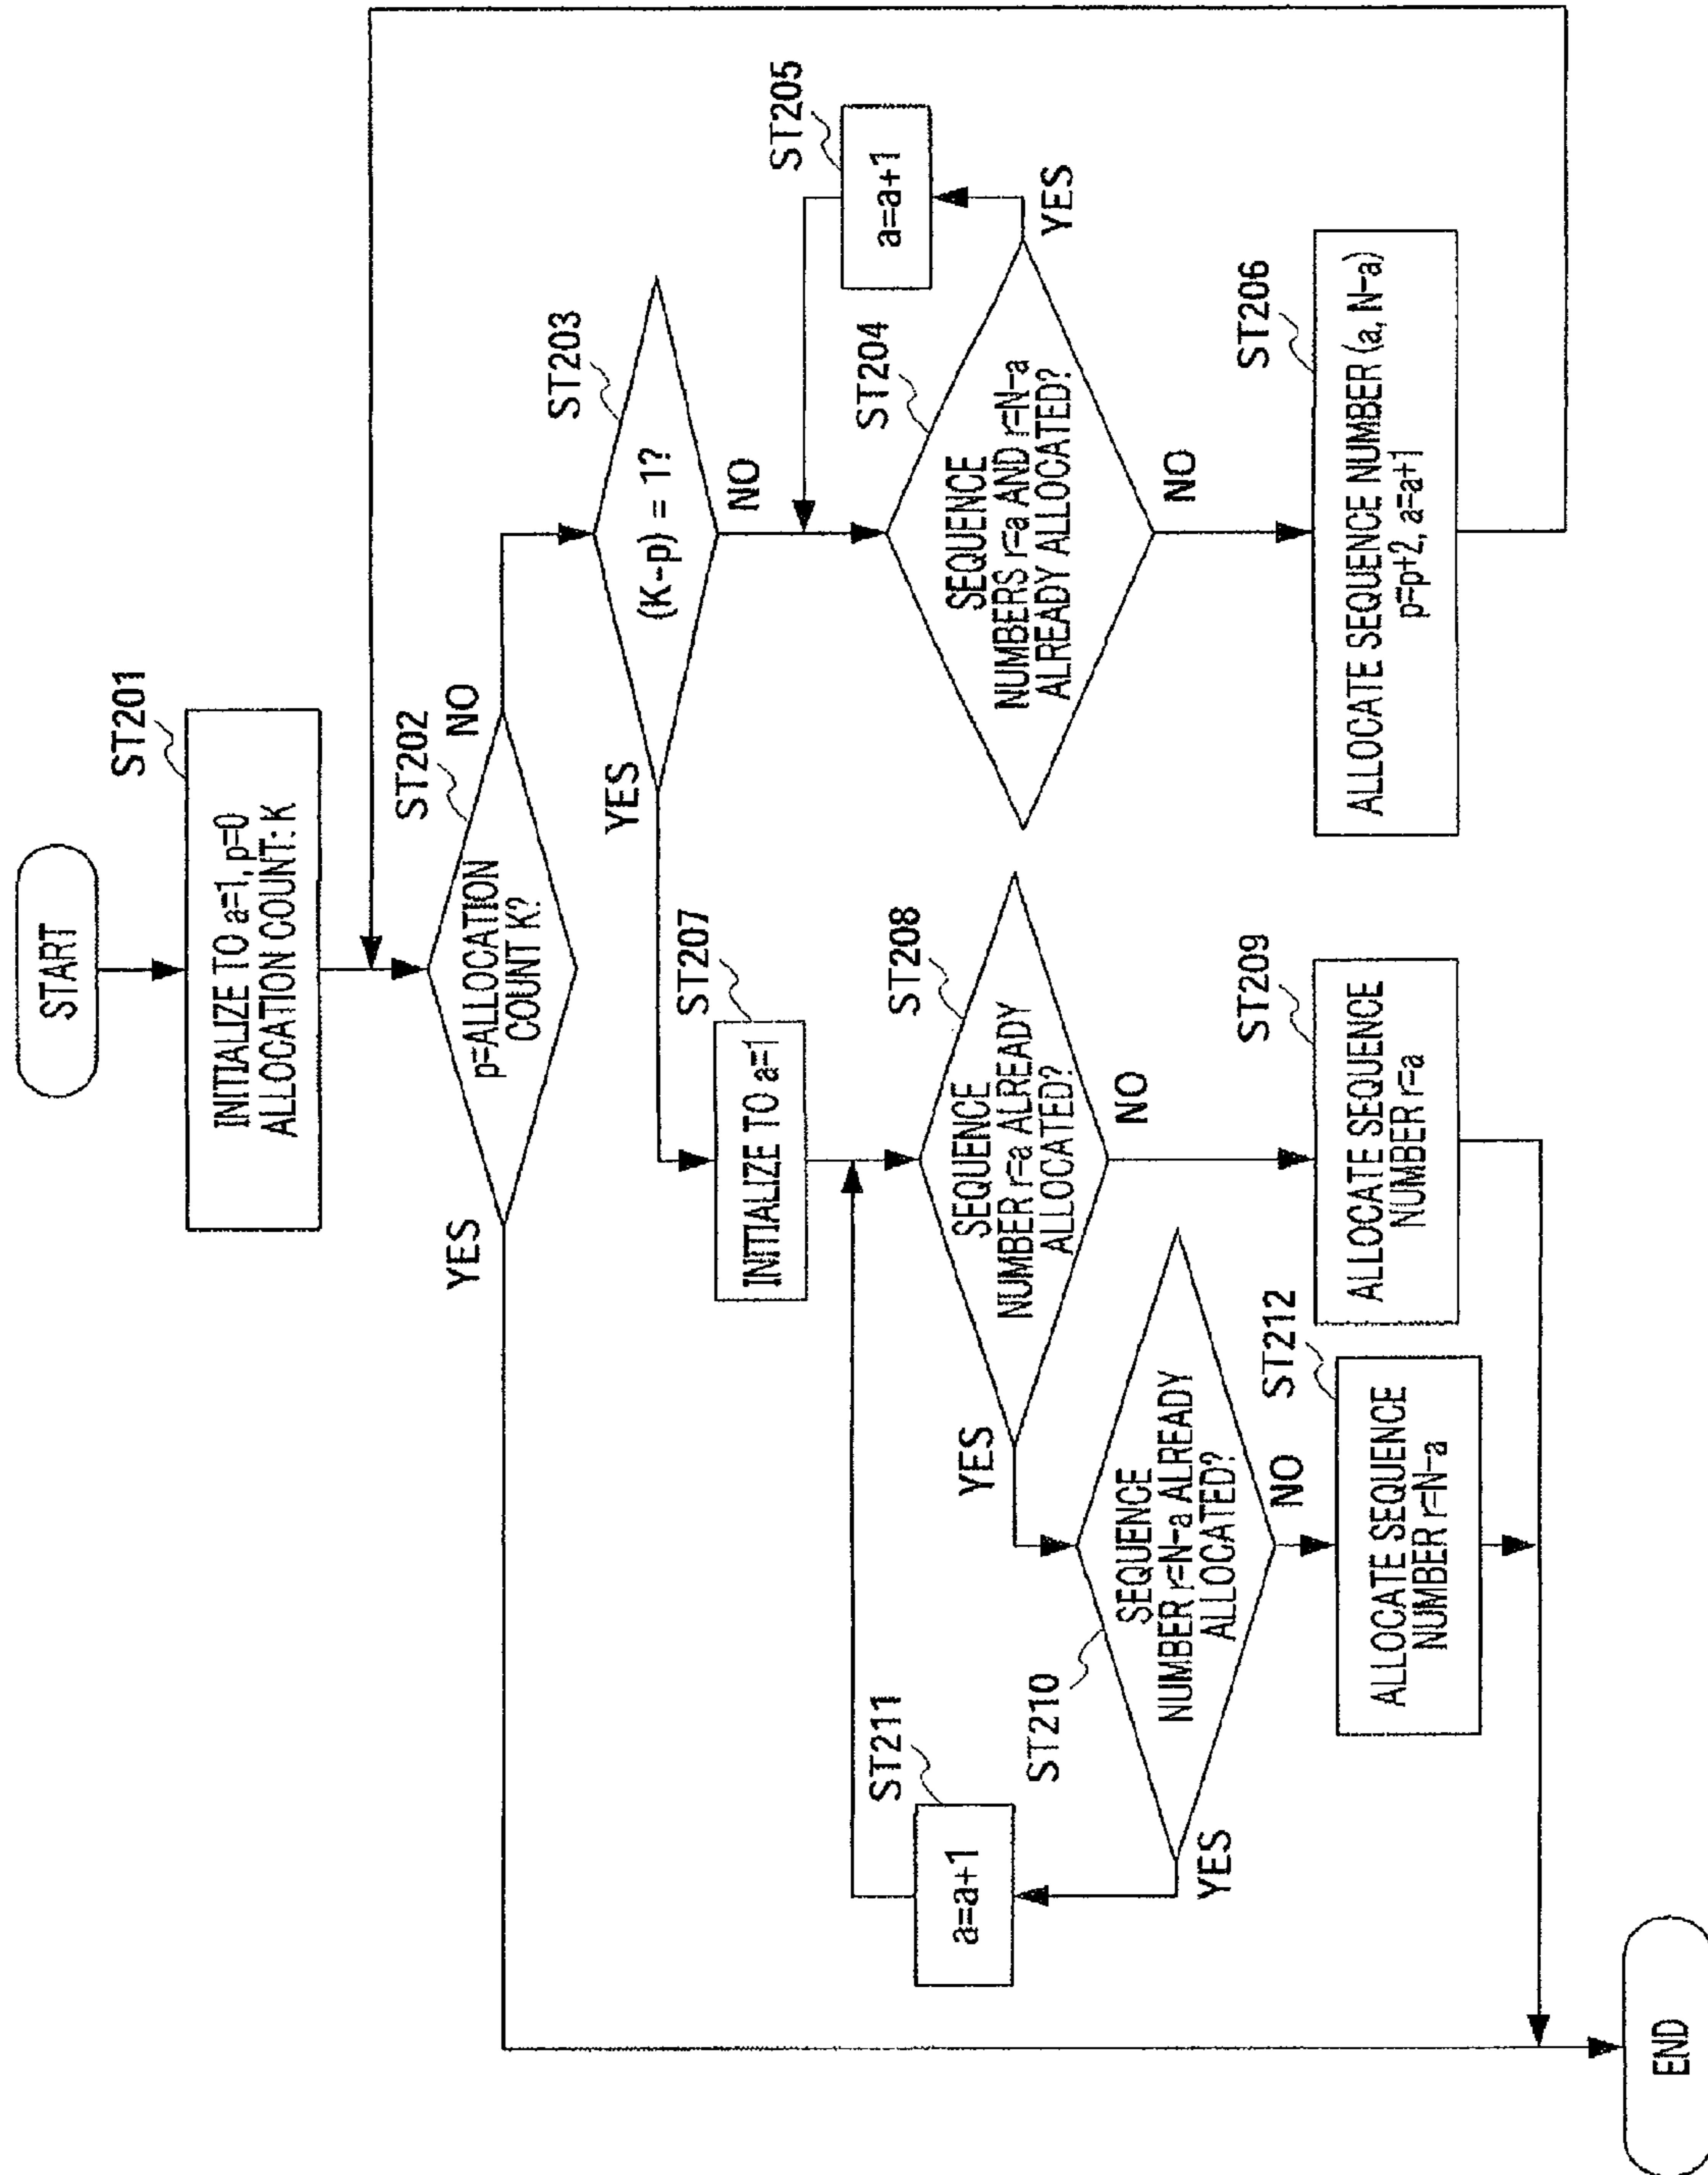 START
ST201
INITIALIZE TO a=1, p=0
ALLOCATION COUNT: K
ST202
p=ALLOCATION
COUNT K?
YES
NO
ST203
(K-p) = 1?
YES
NO
ST205
a=a+1
ST204
SEQUENCE
NUMBERS r=a AND r=N-a
ALREADY ALLOCATED?
YES
NO
ST206
ALLOCATE SEQUENCE NUMBER (a, N-a)
p=p+2, a=a+1
ST207
INITIALIZE TO a=1
ST208
SEQUENCE
NUMBER r=a ALREADY
ALLOCATED?
YES
NO
ST209
ALLOCATE SEQUENCE
NUMBER r=a
ST210
SEQUENCE
NUMBER r=N-a ALREADY
ALLOCATED?
YES
NO
ST211
a=a+1
ST212
ALLOCATE SEQUENCE
NUMBER r=N-a
END